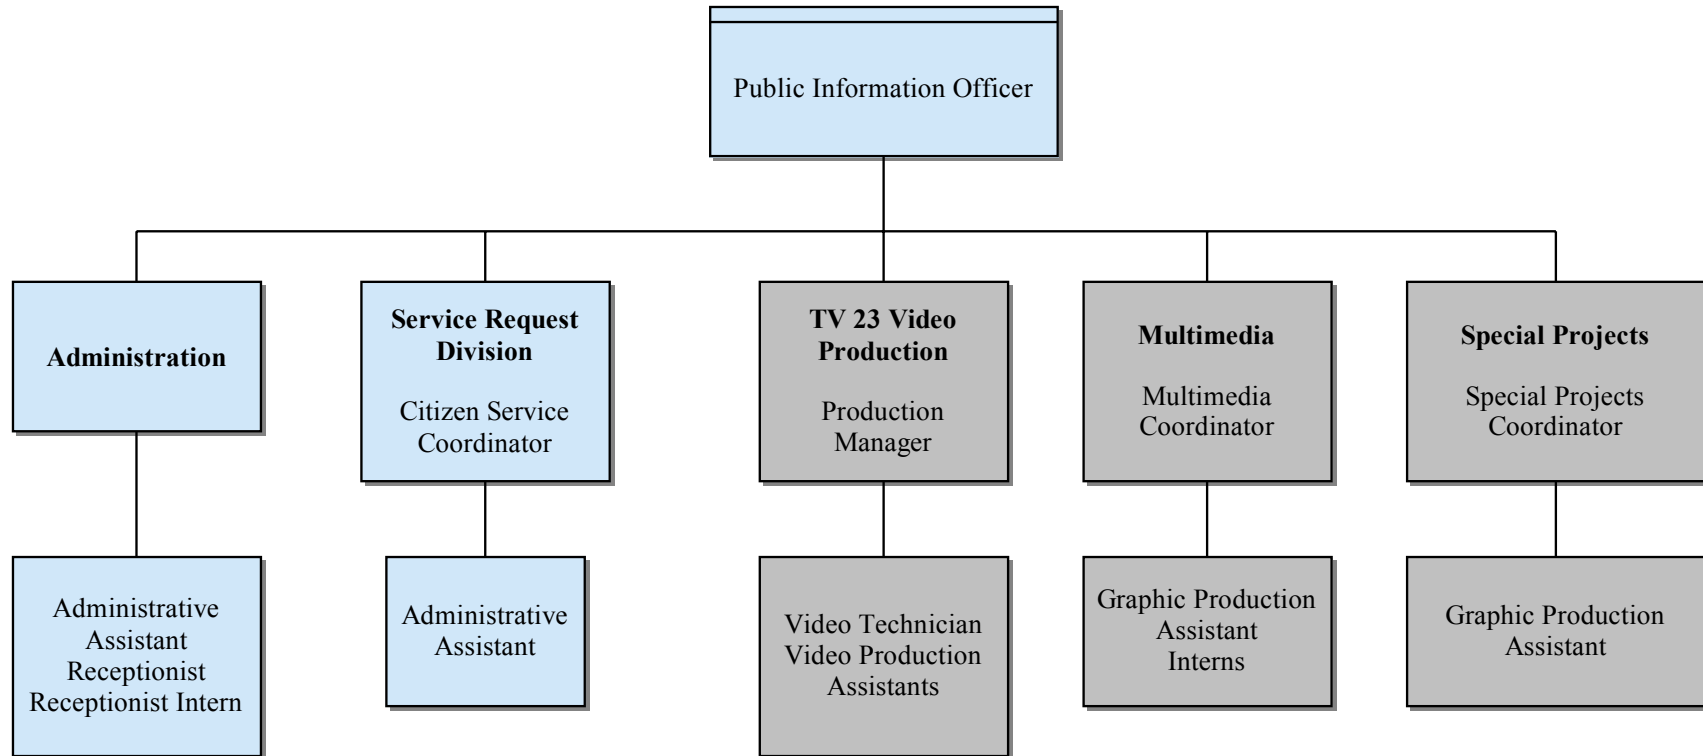 Public Information Officer
Administration
Service Request
Division
Citizen Service
Coordinator
TV 23 Video
Production
Production
Manager
Multimedia
Multimedia
Coordinator
Special Projects
Special Projects
Coordinator
Administrative
Assistant
Receptionist
Receptionist Intern
Administrative
Assistant
Video Technician
Video Production
Assistants
Graphic Production
Assistant
Interns
Graphic Production
Assistant